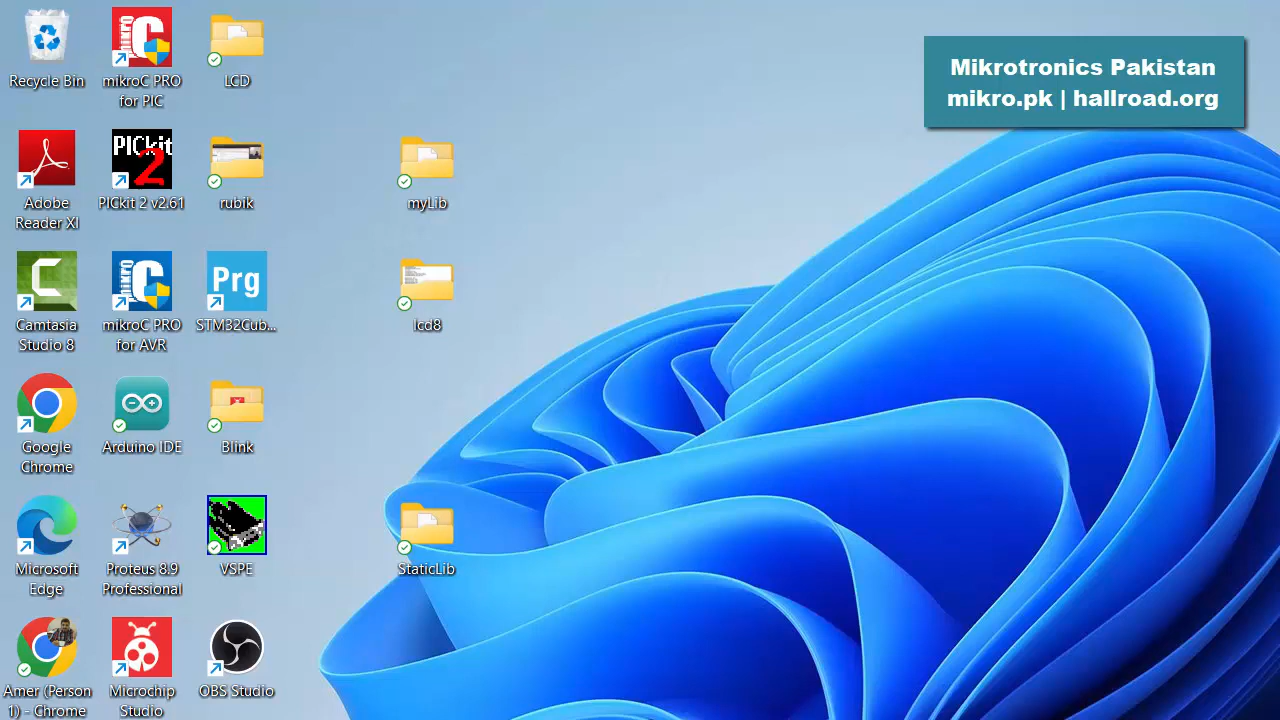 Recycle Bin
mikroC PRO
for PIC
LCD
Mikrotronics Pakistan
mikro.pk | hallroad.org
Adobe
Reader XI
PICkit
2
PICkit 2 v2.61
rubik
myLib
Camtasia
Studio 8
mikroC PRO
for AVR
Prg
STM32Cub...
lcd8
Google
Chrome
Arduino IDE
Blink
Microsoft
Edge
Proteus 8.9
Professional
VSPE
StaticLib
Amer (Person
1) - Chrome
Microchip
Studio
OBS Studio